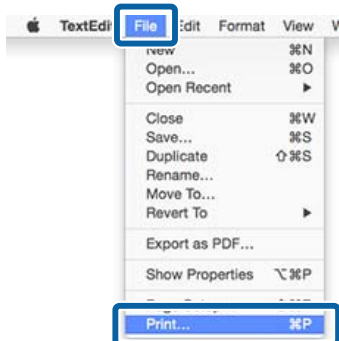 TextEdi File Edit Format View
New ⌘N
Open... ⌘O
Open Recent ▶
Close ⌘W
Save... ⌘S
Duplicate ⇧⌘S
Rename...
Move To...
Revert To ▶
Export as PDF...
Show Properties ⌥⌘P
Print... ⌘P